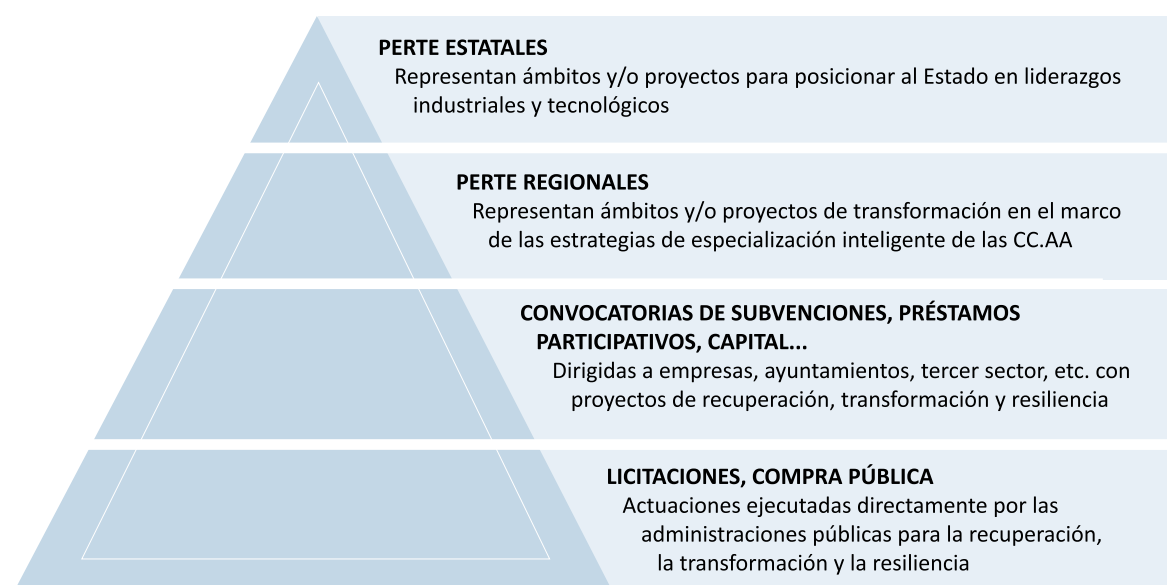 PERTE ESTATALES
Representan ámbitos y/o proyectos para posicionar al Estado en liderazgos
industriales y tecnológicos
PERTE REGIONALES
Representan ámbitos y/o proyectos de transformación en el marco
de las estrategias de especialización inteligente de las CC.AA
CONVOCATORIAS DE SUBVENCIONES, PRÉSTAMOS
PARTICIPATIVOS, CAPITAL...
Dirigidas a empresas, ayuntamientos, tercer sector, etc. con
proyectos de recuperación, transformación y resiliencia
LICITACIONES, COMPRA PÚBLICA
Actuaciones ejecutadas directamente por las
administraciones públicas para la recuperación,
la transformación y la resiliencia